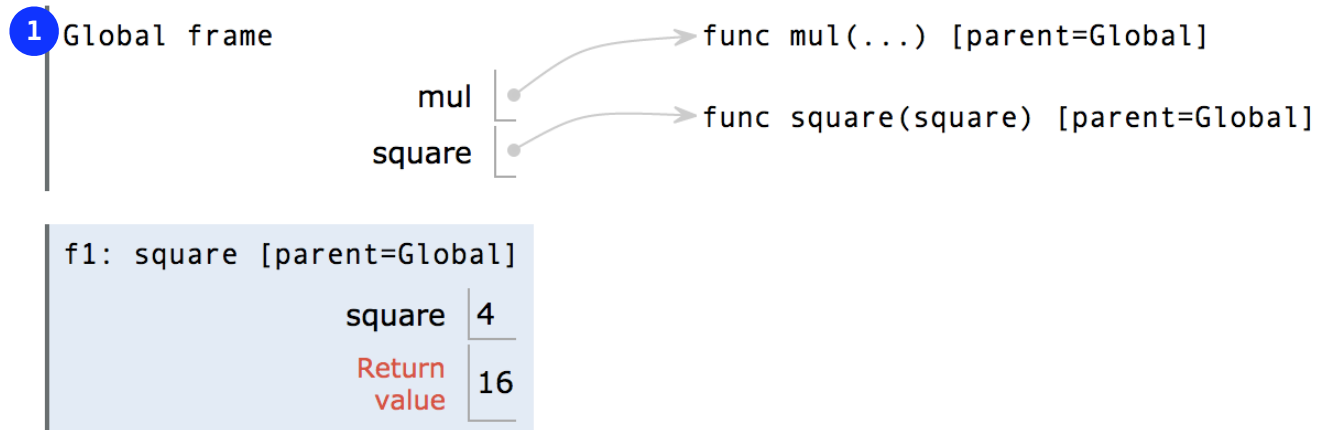 1 Global frame
func mul(...) [parent=Global]
mul
func square(square) [parent=Global]
square
f1: square [parent=Global]
square 4
Return
value 16